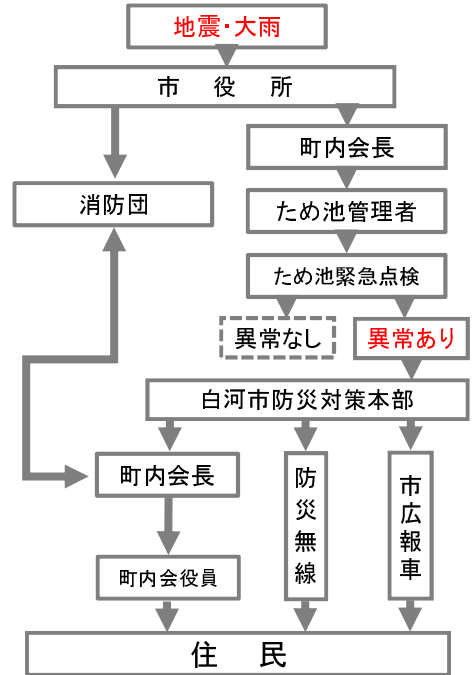 地震・大雨
市役所
町内会長
消防団
ため池管理者
ため池緊急点検
異常なし
異常あり
白河市防災対策本部
町内会長
防災無線
市広報車
町内会役員
住民